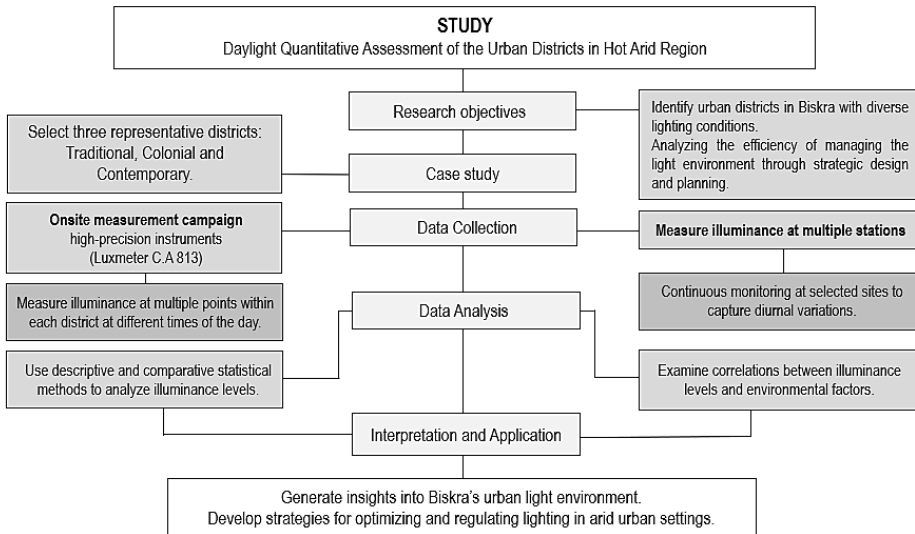 STUDY
Daylight Quantitative Assessment of the Urban Districts in Hot Arid Region
Research objectives
Identify urban districts in Biskra with diverse
lighting conditions.
Analyzing the efficiency of managing the
light environment through strategic design
and planning.
Select three representative districts:
Traditional, Colonial and
Contemporary.
Case study
Onsite measurement campaign
high-precision instruments
(Luxmeter C.A 813)
Data Collection
Measure illuminance at multiple stations
Measure illuminance at multiple points within
each district at different times of the day.
Continuous monitoring at selected sites to
capture diurnal variations.
Data Analysis
Use descriptive and comparative statistical
methods to analyze illuminance levels.
Examine correlations between illuminance
levels and environmental factors.
Interpretation and Application
Generate insights into Biskra's urban light environment.
Develop strategies for optimizing and regulating lighting in arid urban settings.